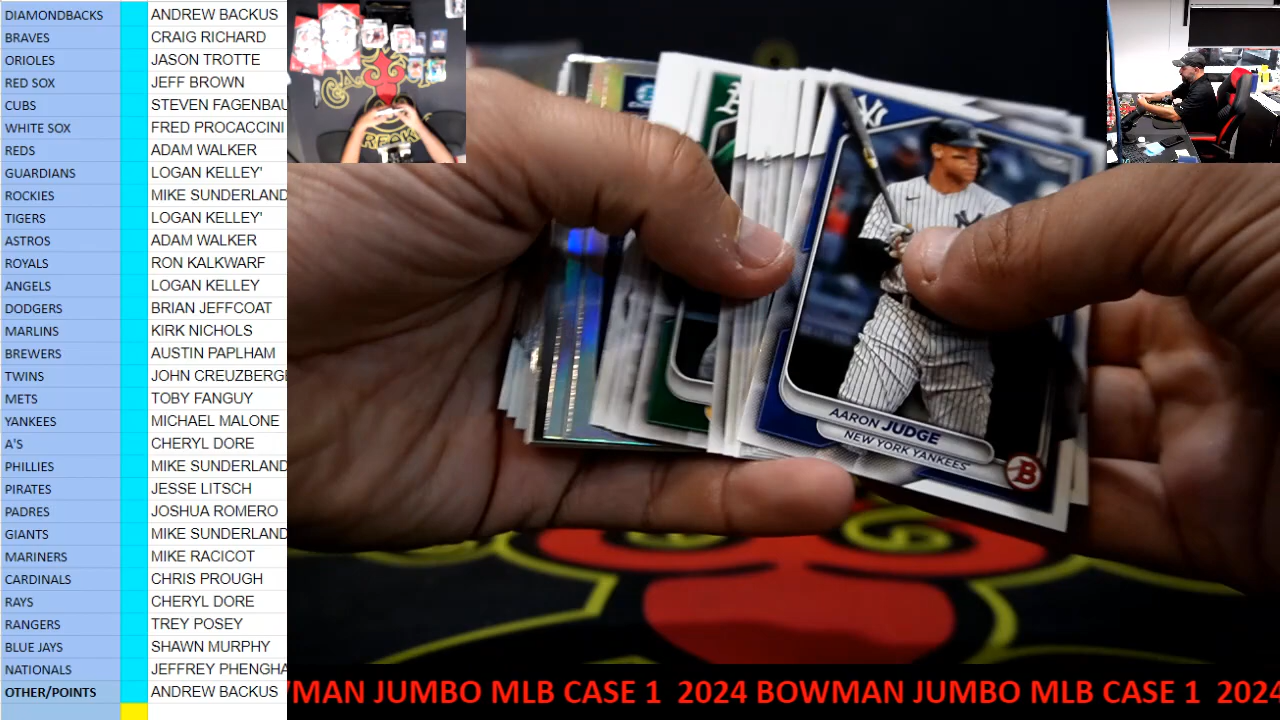 DIAMONDBACKS ANDREW BACKUS
BRAVES CRAIG RICHARD
ORIOLES JASON TROTTE
RED SOX JEFF BROWN
CUBS STEVEN FAGENBAU
WHITE SOX FRED PROCACCINI
REDS ADAM WALKER
GUARDIANS LOGAN KELLEY'
ROCKIES MIKE SUNDERLAND
TIGERS LOGAN KELLEY'
ASTROS ADAM WALKER
ROYALS RON KALKWARF
ANGELS LOGAN KELLEY
DODGERS BRIAN JEFFCOAT
MARLINS KIRK NICHOLS
BREWERS AUSTIN PAPLHAM
TWINS JOHN CREUZBERGE
METS TOBY FANGUY
YANKEES MICHAEL MALONE
A'S CHERYL DORE
PHILLIES MIKE SUNDERLAND
PIRATES JESSE LITSCH
PADRES JOSHUA ROMERO
GIANTS MIKE SUNDERLAND
MARINERS MIKE RACICOT
CARDINALS CHRIS PROUGH
RAYS CHERYL DORE
RANGERS TREY POSEY
BLUE JAYS SHAWN MURPHY
NATIONALS JEFFREY PHENGHA
OTHER/POINTS ANDREW BACKUS
NY
AARON JUDGE
NEW YORK YANKEES
B
WMAN JUMBO MLB CASE 1 2024 BOWMAN JUMBO MLB CASE 1 2024